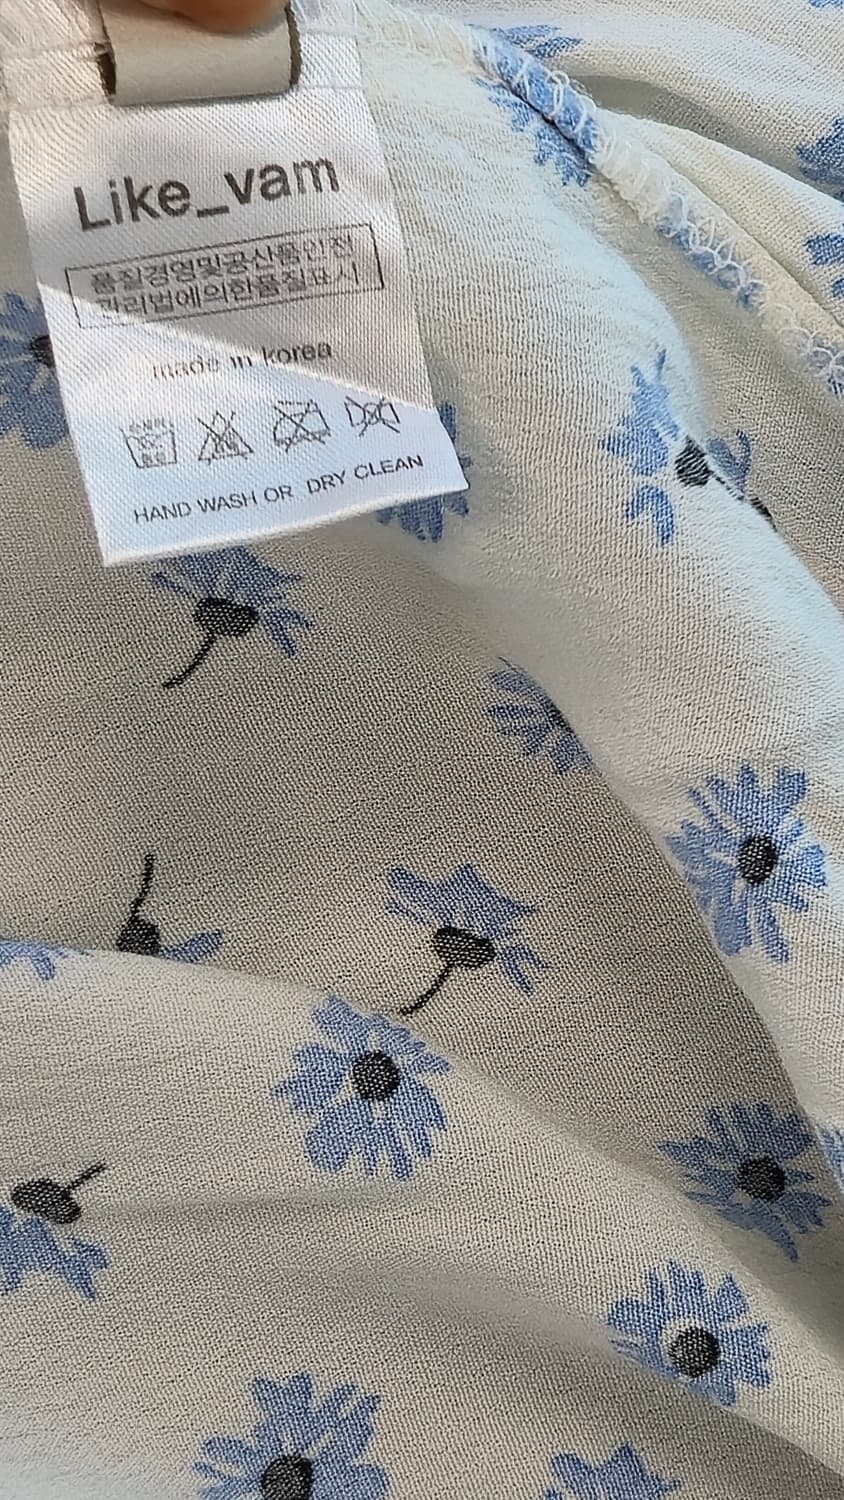 Like_vam
품질경영및공산품안전
관리법에의한품질표시
made in korea
HAND WASH OR DRY CLEAN